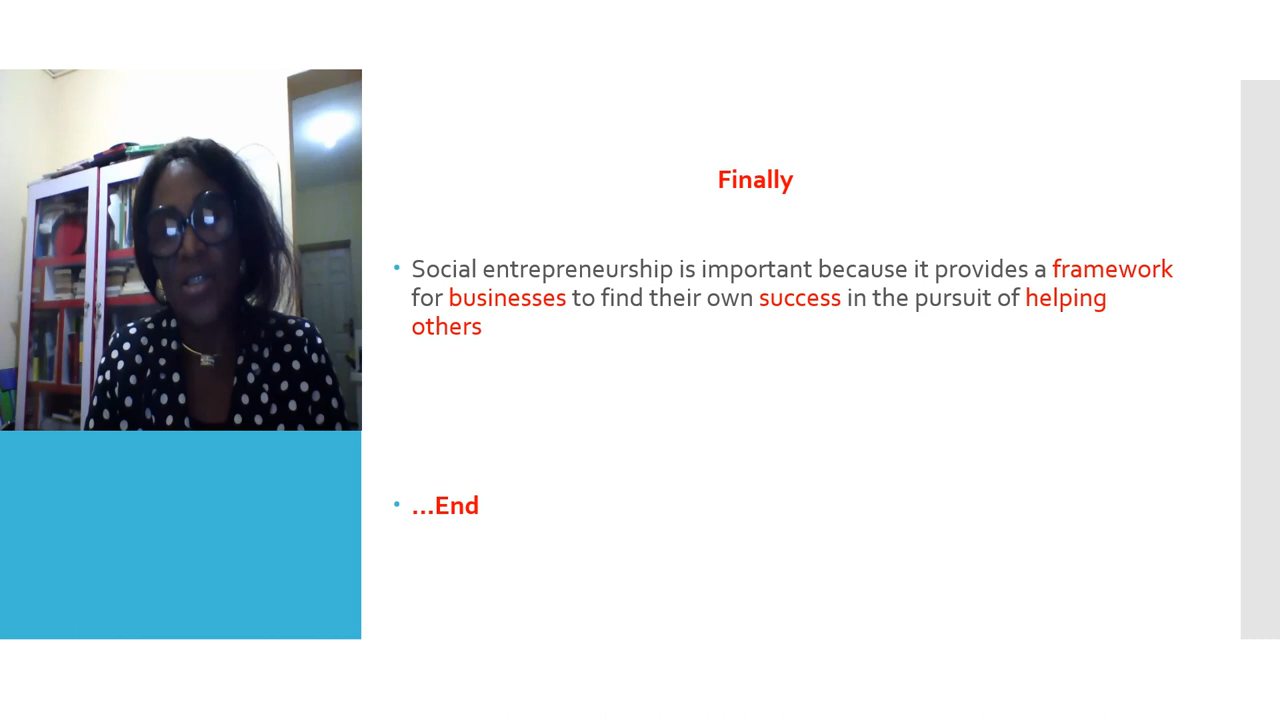 Finally
• Social entrepreneurship is important because it provides a framework
for businesses to find their own success in the pursuit of helping
others
• ...End